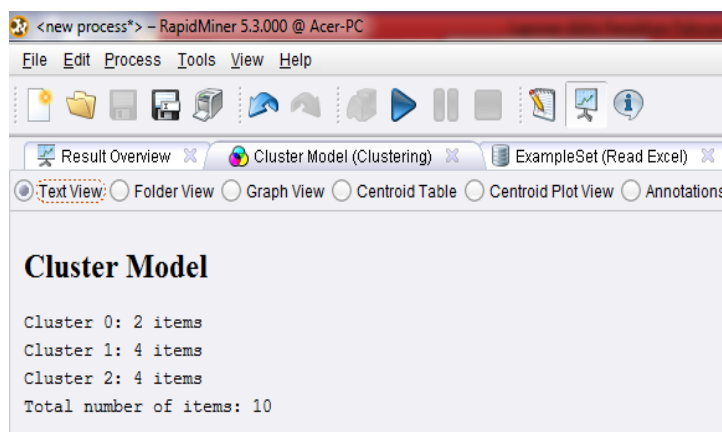 <new process*> – RapidMiner 5.3.000 @ Acer-PC
File Edit Process Tools View Help
Result Overview Cluster Model (Clustering) ExampleSet (Read Excel)
Text View Folder View Graph View Centroid Table Centroid Plot View Annotations
Cluster Model
Cluster 0: 2 items
Cluster 1: 4 items
Cluster 2: 4 items
Total number of items: 10